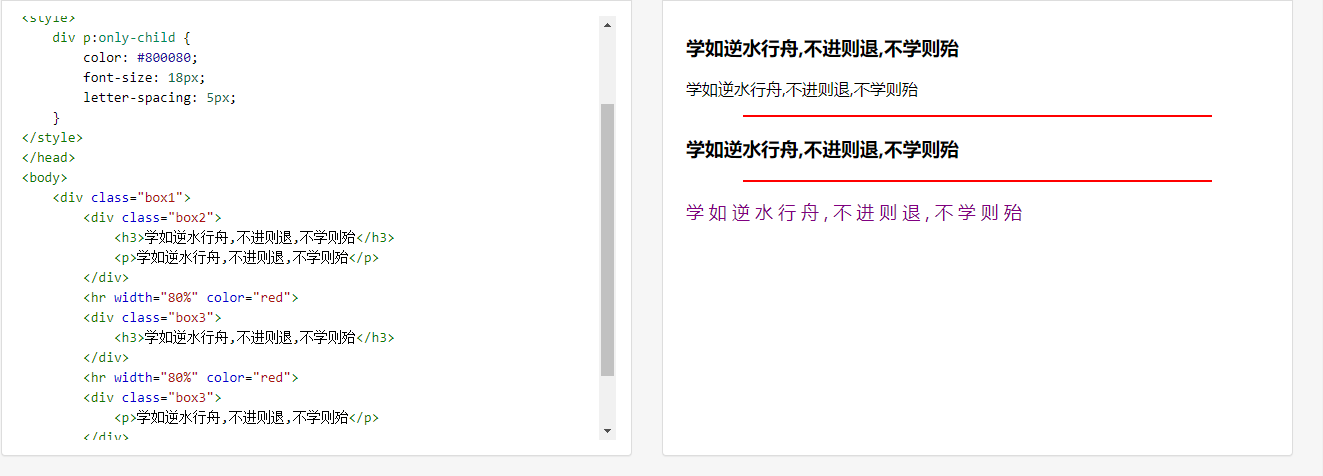 <style>
div p:only-child {
color: #800080;
font-size: 18px;
letter-spacing: 5px;
}
</style>
</head>
<body>
<div class="box1">
<div class="box2">
<h3>学如逆水行舟,不进则退,不学则殆</h3>
<p>学如逆水行舟,不进则退,不学则殆</p>
</div>
<hr width="80%" color="red">
<div class="box3">
<h3>学如逆水行舟,不进则退,不学则殆</h3>
</div>
<hr width="80%" color="red">
<div class="box3">
<p>学如逆水行舟,不进则退,不学则殆</p>
</div>
学如逆水行舟,不进则退,不学则殆
学如逆水行舟,不进则退,不学则殆
学如逆水行舟,不进则退,不学则殆
学如逆水行舟,不进则退,不学则殆